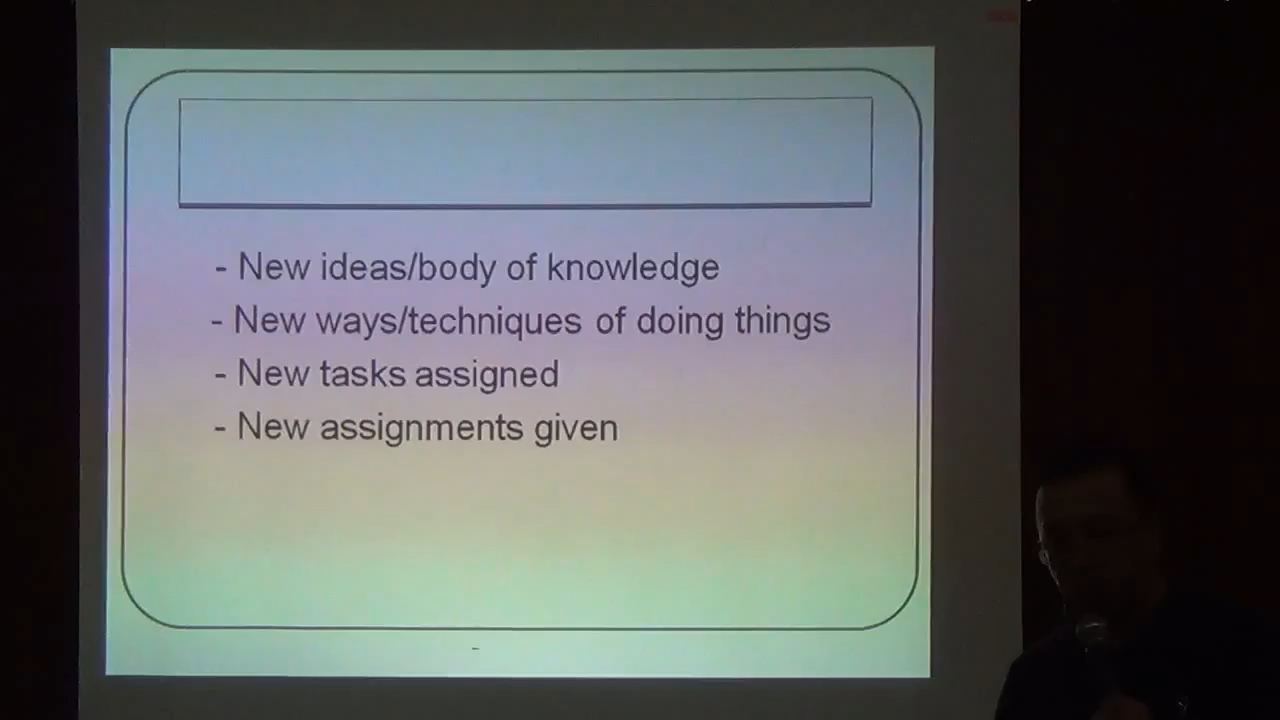 - New ideas/body of knowledge
- New ways/techniques of doing things
- New tasks assigned
- New assignments given